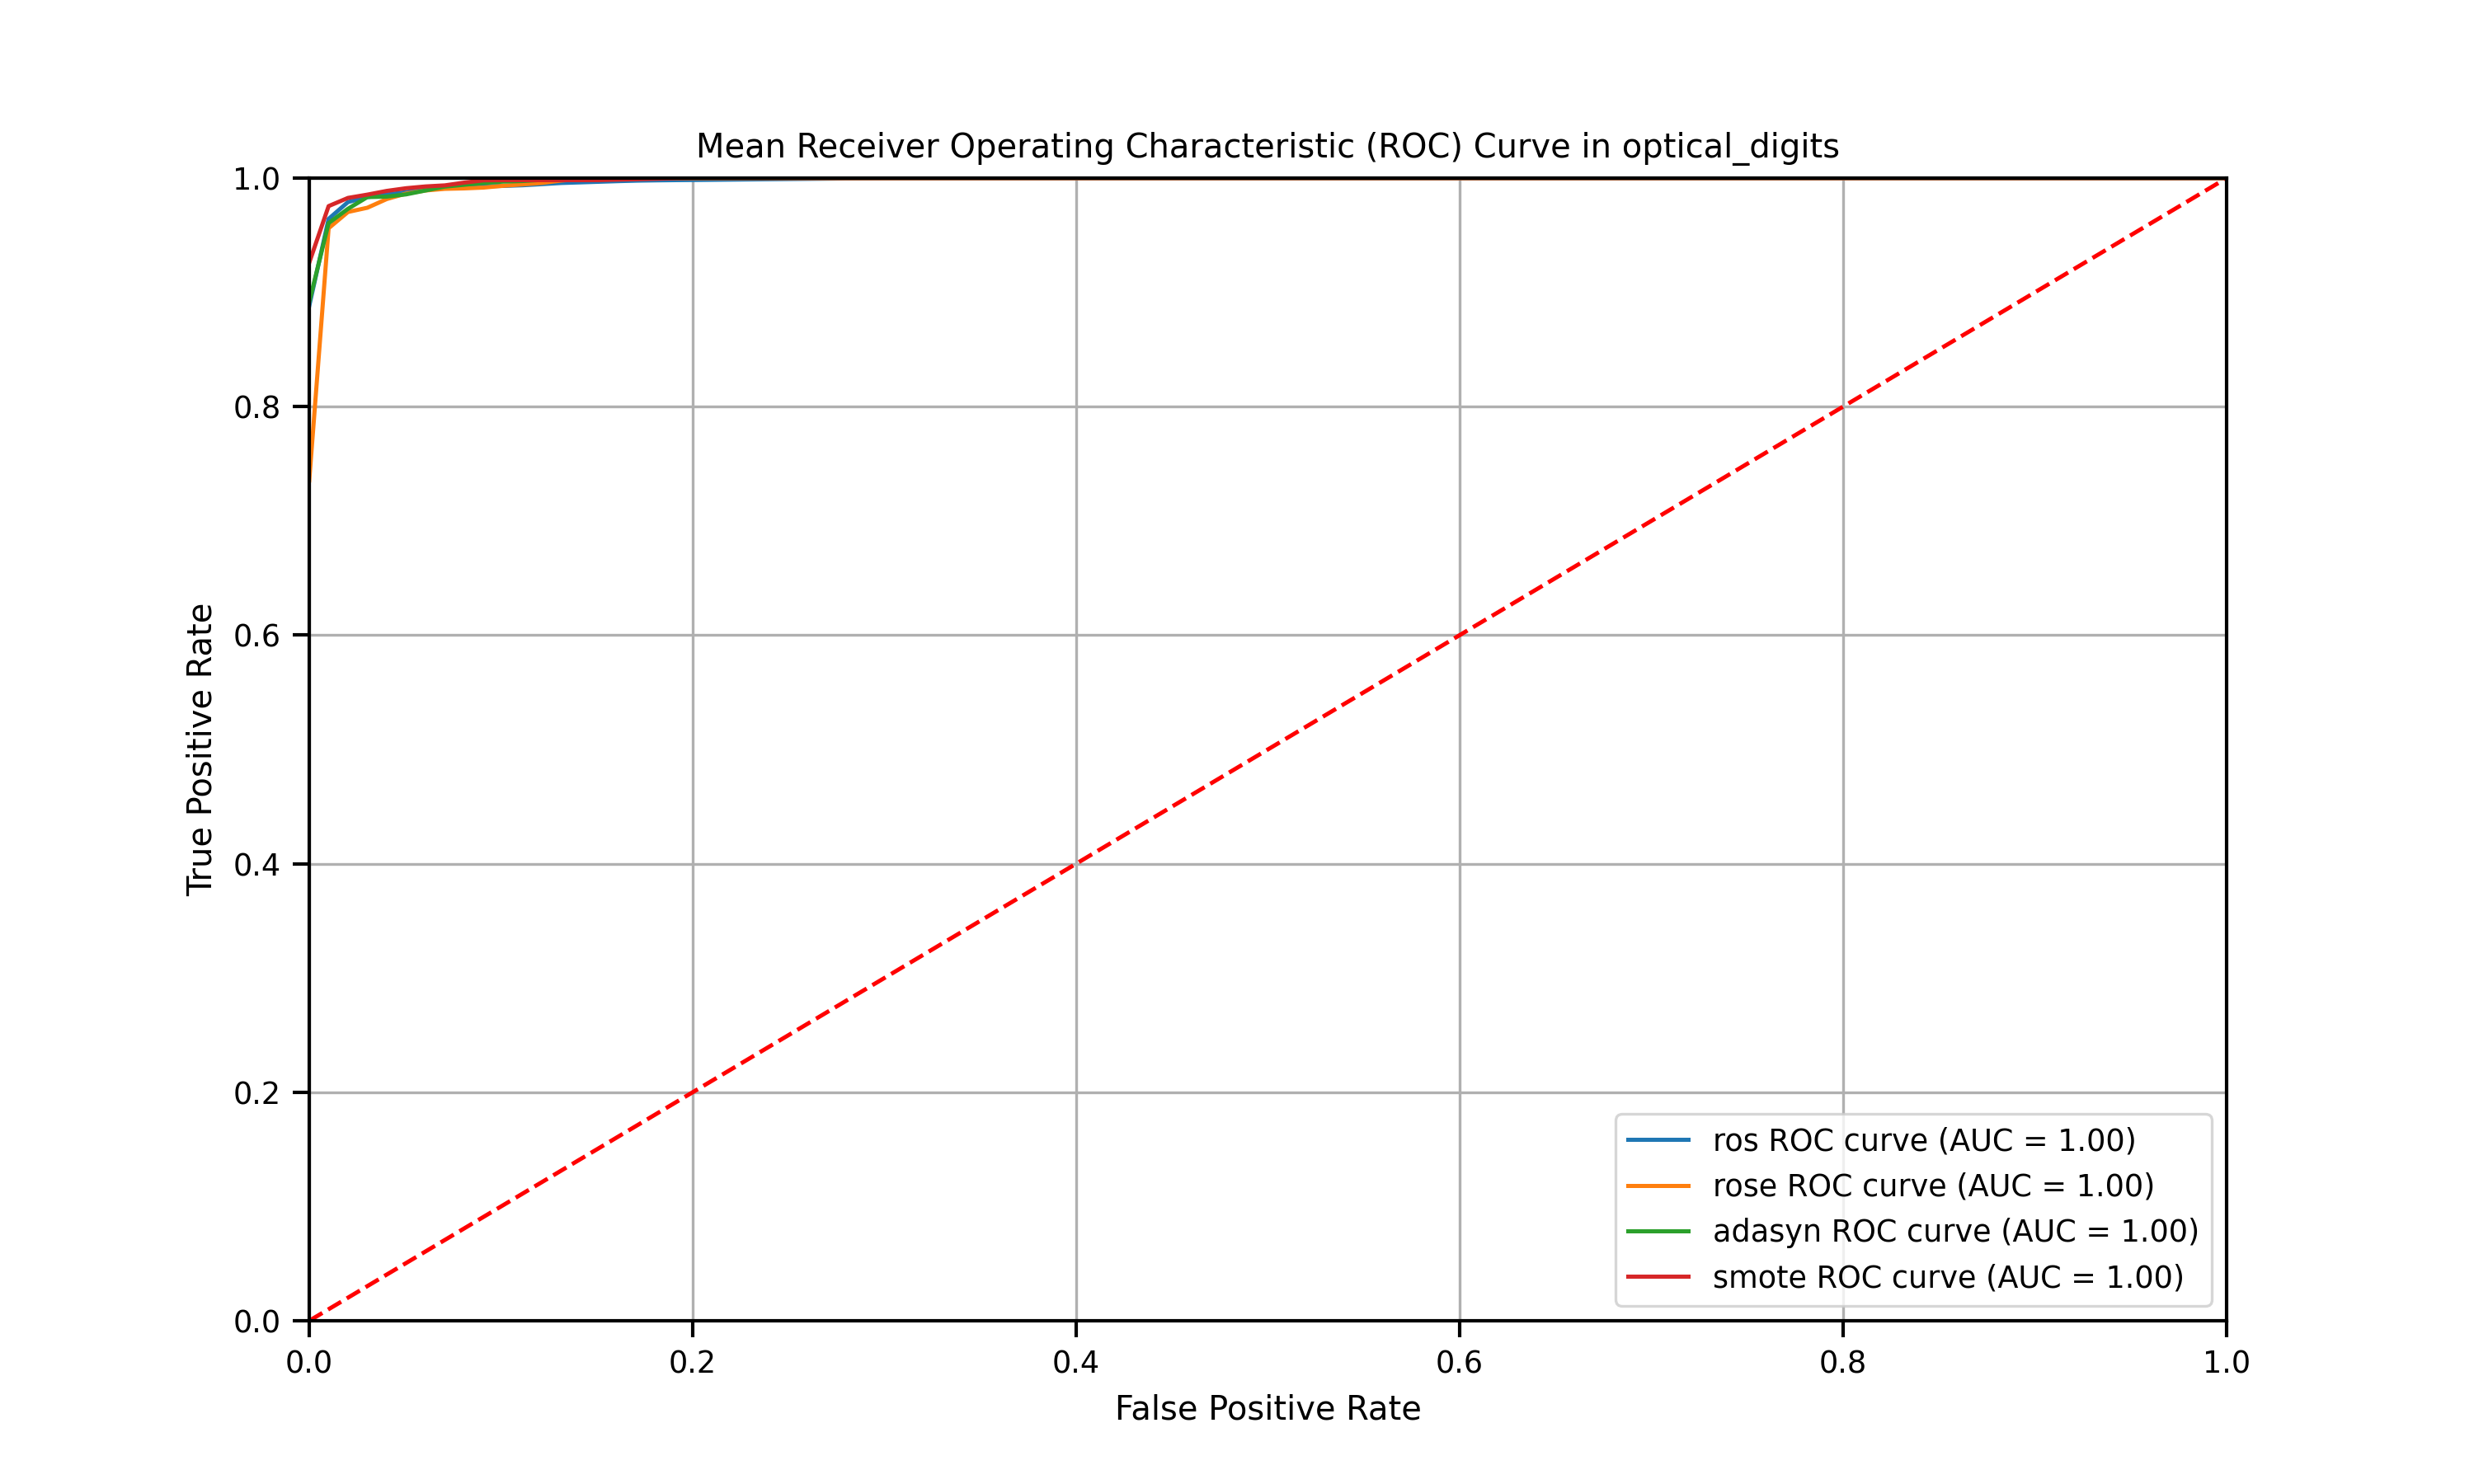 Mean Receiver Operating Characteristic (ROC) Curve in optical_digits
1.0
0.8
0.6
0.4
0.2
0.0
True Positive Rate
ros ROC curve (AUC = 1.00)
rose ROC curve (AUC = 1.00)
adasyn ROC curve (AUC = 1.00)
smote ROC curve (AUC = 1.00)
0.0 0.2 0.4 0.6 0.8 1.0
False Positive Rate